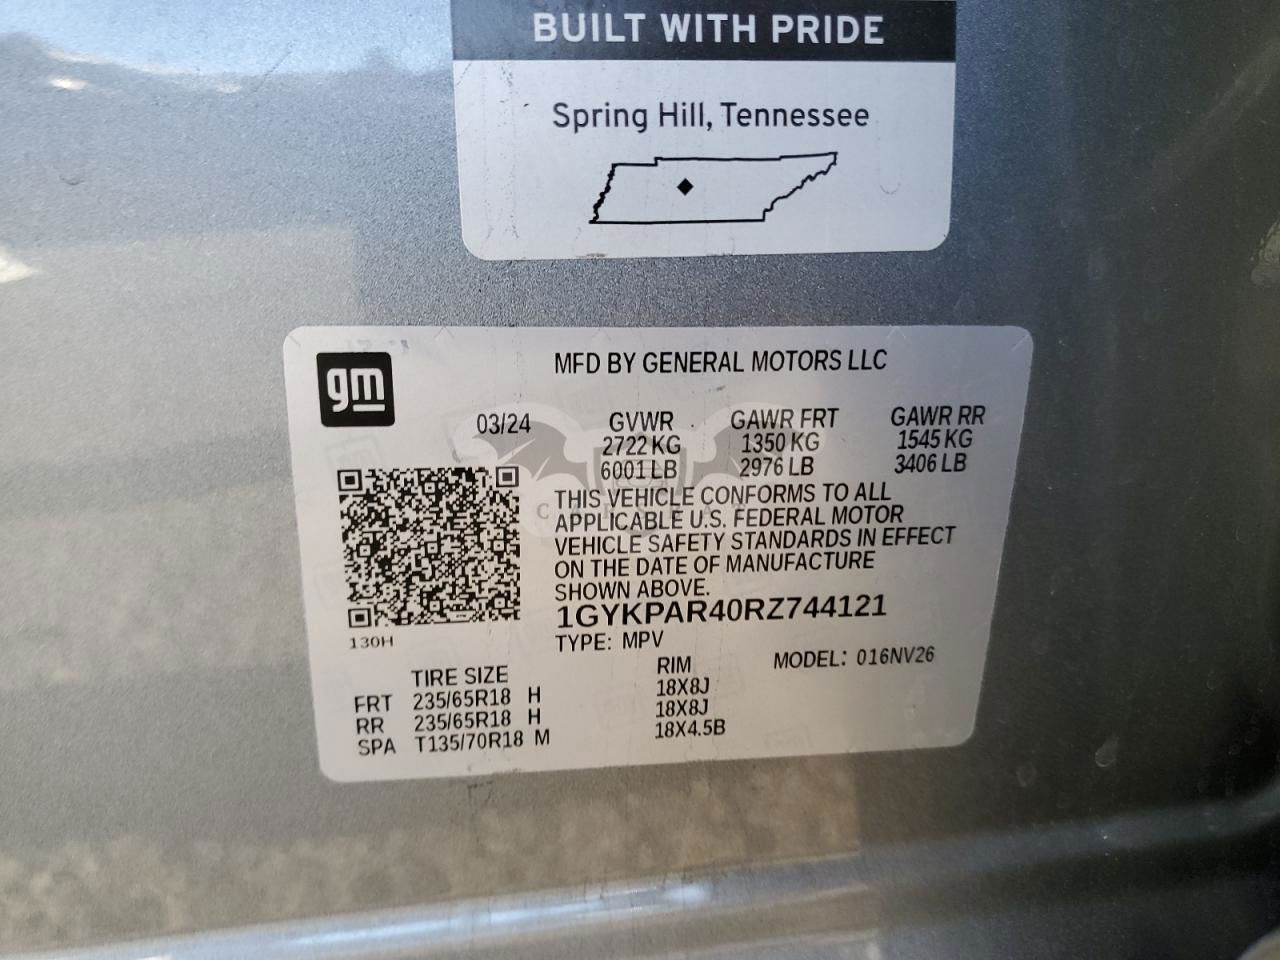 BUILT WITH PRIDE
Spring Hill, Tennessee
gm
MFD BY GENERAL MOTORS LLC
03/24 GVWR GAWR FRT GAWR RR
2722 KG 1350 KG 1545 KG
6001 LB 2976 LB 3406 LB
THIS VEHICLE CONFORMS TO ALL
APPLICABLE U.S. FEDERAL MOTOR
VEHICLE SAFETY STANDARDS IN EFFECT
ON THE DATE OF MANUFACTURE
SHOWN ABOVE.
1GYKPAR40RZ744121
130H
TYPE: MPV
MODEL: 016NV26
TIRE SIZE RIM
FRT 235/65R18 H 18X8J
RR 235/65R18 H 18X8J
SPA T135/70R18 M 18X4.5B